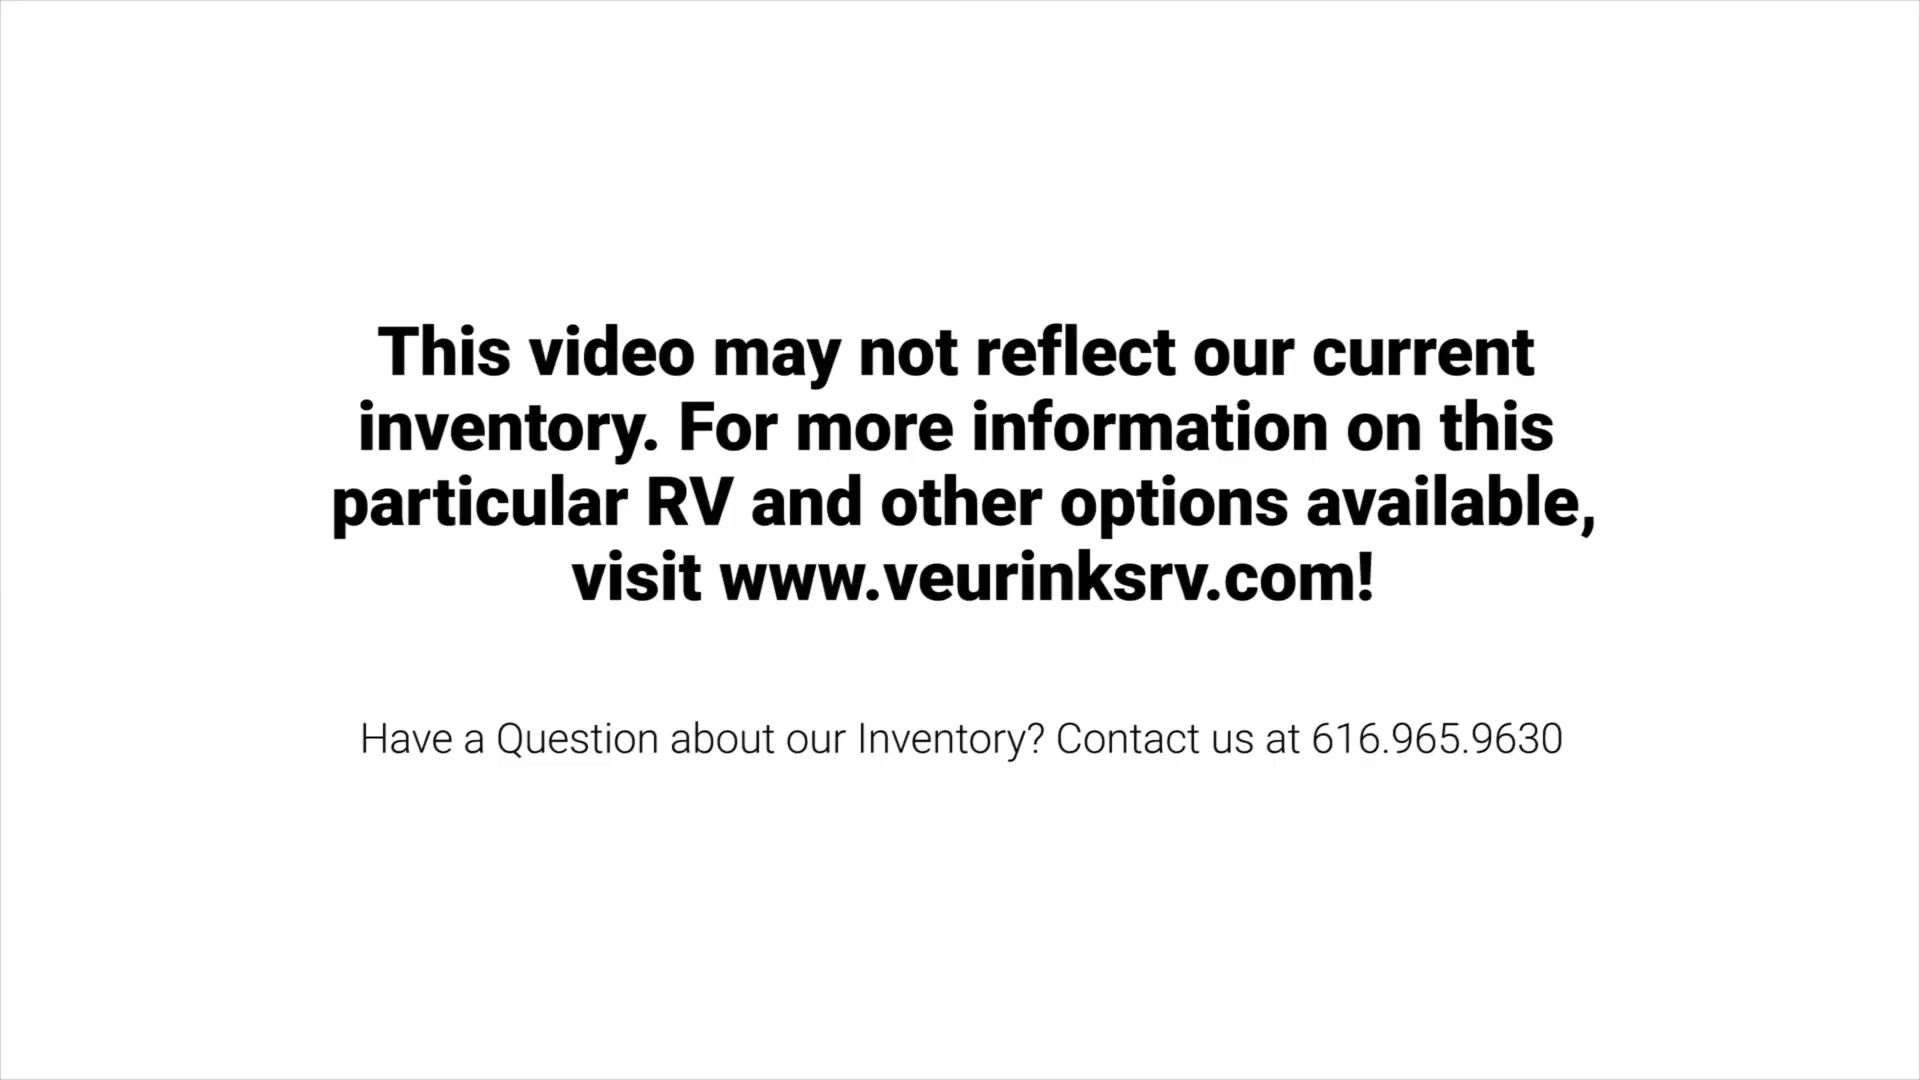 This video may not reflect our current
inventory. For more information on this
particular RV and other options available,
visit www.veurinksrv.com!
Have a Question about our Inventory? Contact us at 616.965.9630